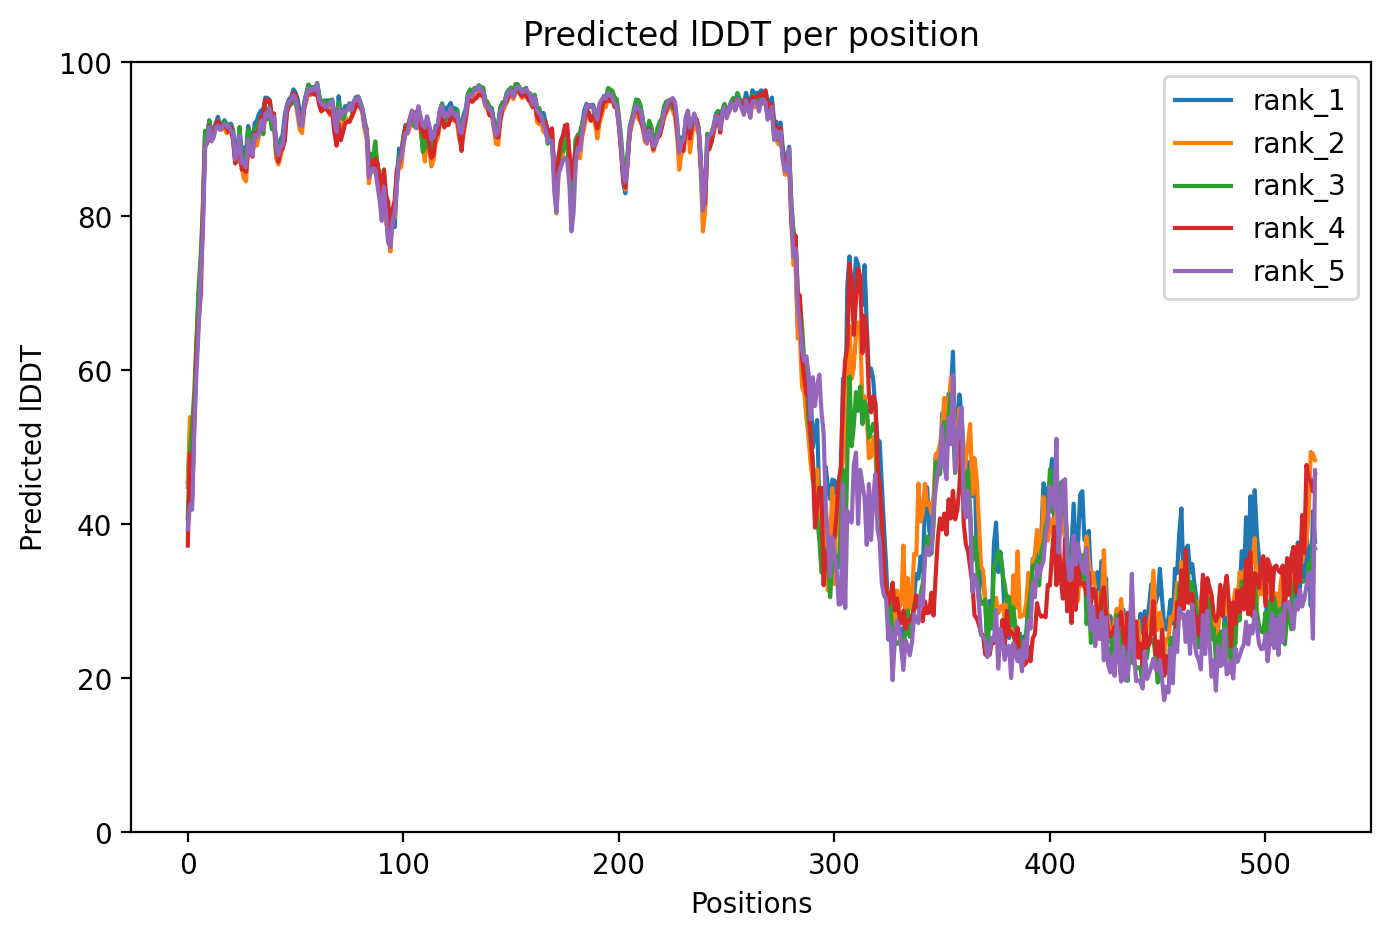 Predicted lDDT per position
100
80
60
40
20
0
Predicted lDDT
0 100 200 300 400 500
Positions
rank_1
rank_2
rank_3
rank_4
rank_5